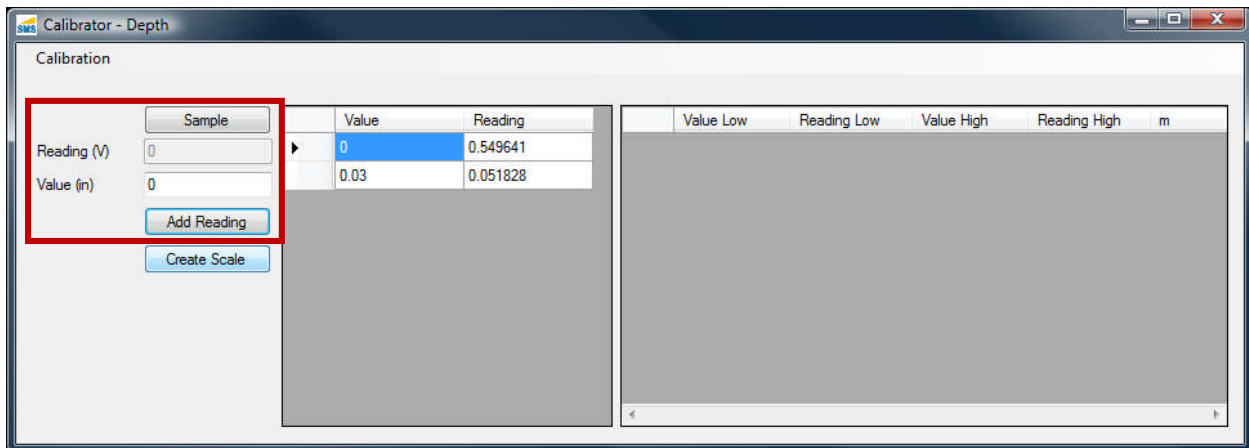 SMS Calibrator - Depth
Calibration
Sample
Reading (V) 0
Value (in) 0
Add Reading
Create Scale
Value Reading
0 0.549641
0.03 0.051828
Value Low Reading Low Value High Reading High m